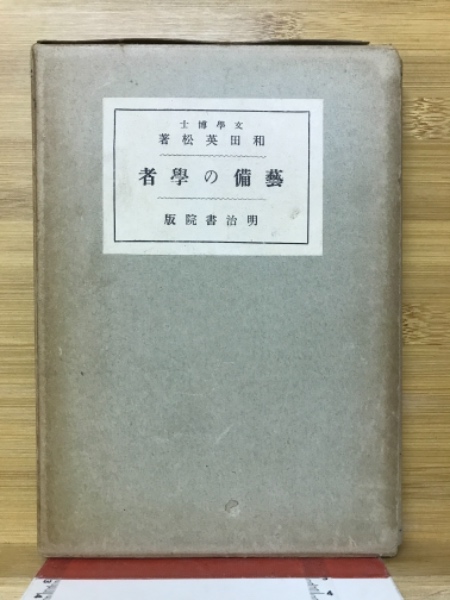 文學博士
和田英松著
藝備の學者
明治書院版